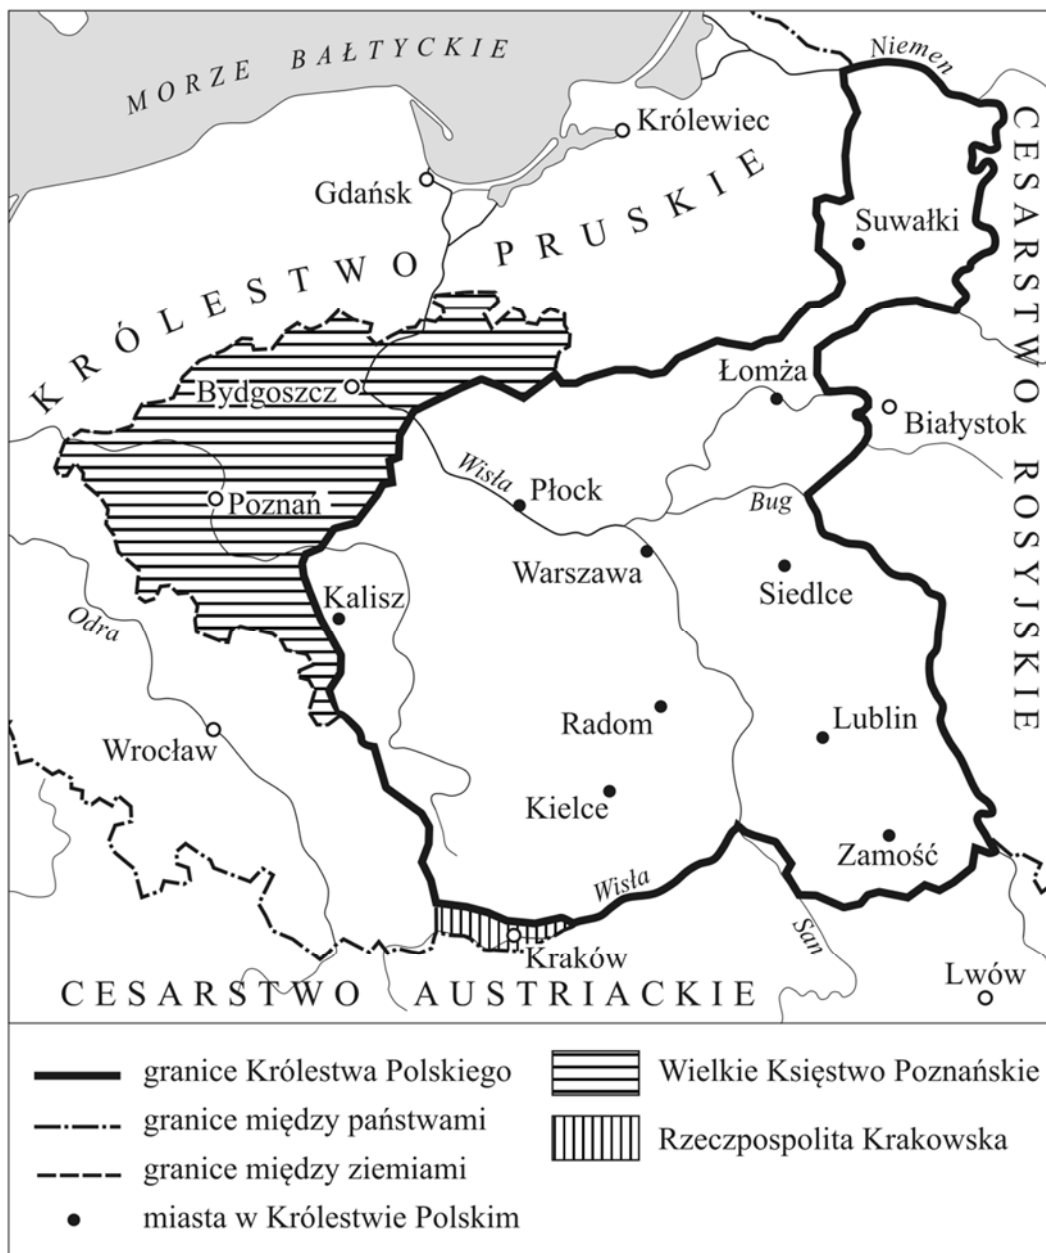 MORZE BAŁTYCKIE
Niemen
Królewiec
Gdańsk
CESARSTWO ROSYJSKIE
Suwałki
KRÓLESTWO PRUSKIE
Łomża
Bydgoszcz
Białystok
Wisła
Płock
Bug
Poznań
Warszawa
Siedlce
Kalisz
Odra
Radom
Lublin
Wrocław
Kielce
Zamość
Wisła
San
Kraków
Lwów
CESARSTWO AUSTRIACKIE
granice Królestwa Polskiego
granice między państwami
granice między ziemiami
miasta w Królestwie Polskim
Wielkie Księstwo Poznańskie
Rzeczpospolita Krakowska